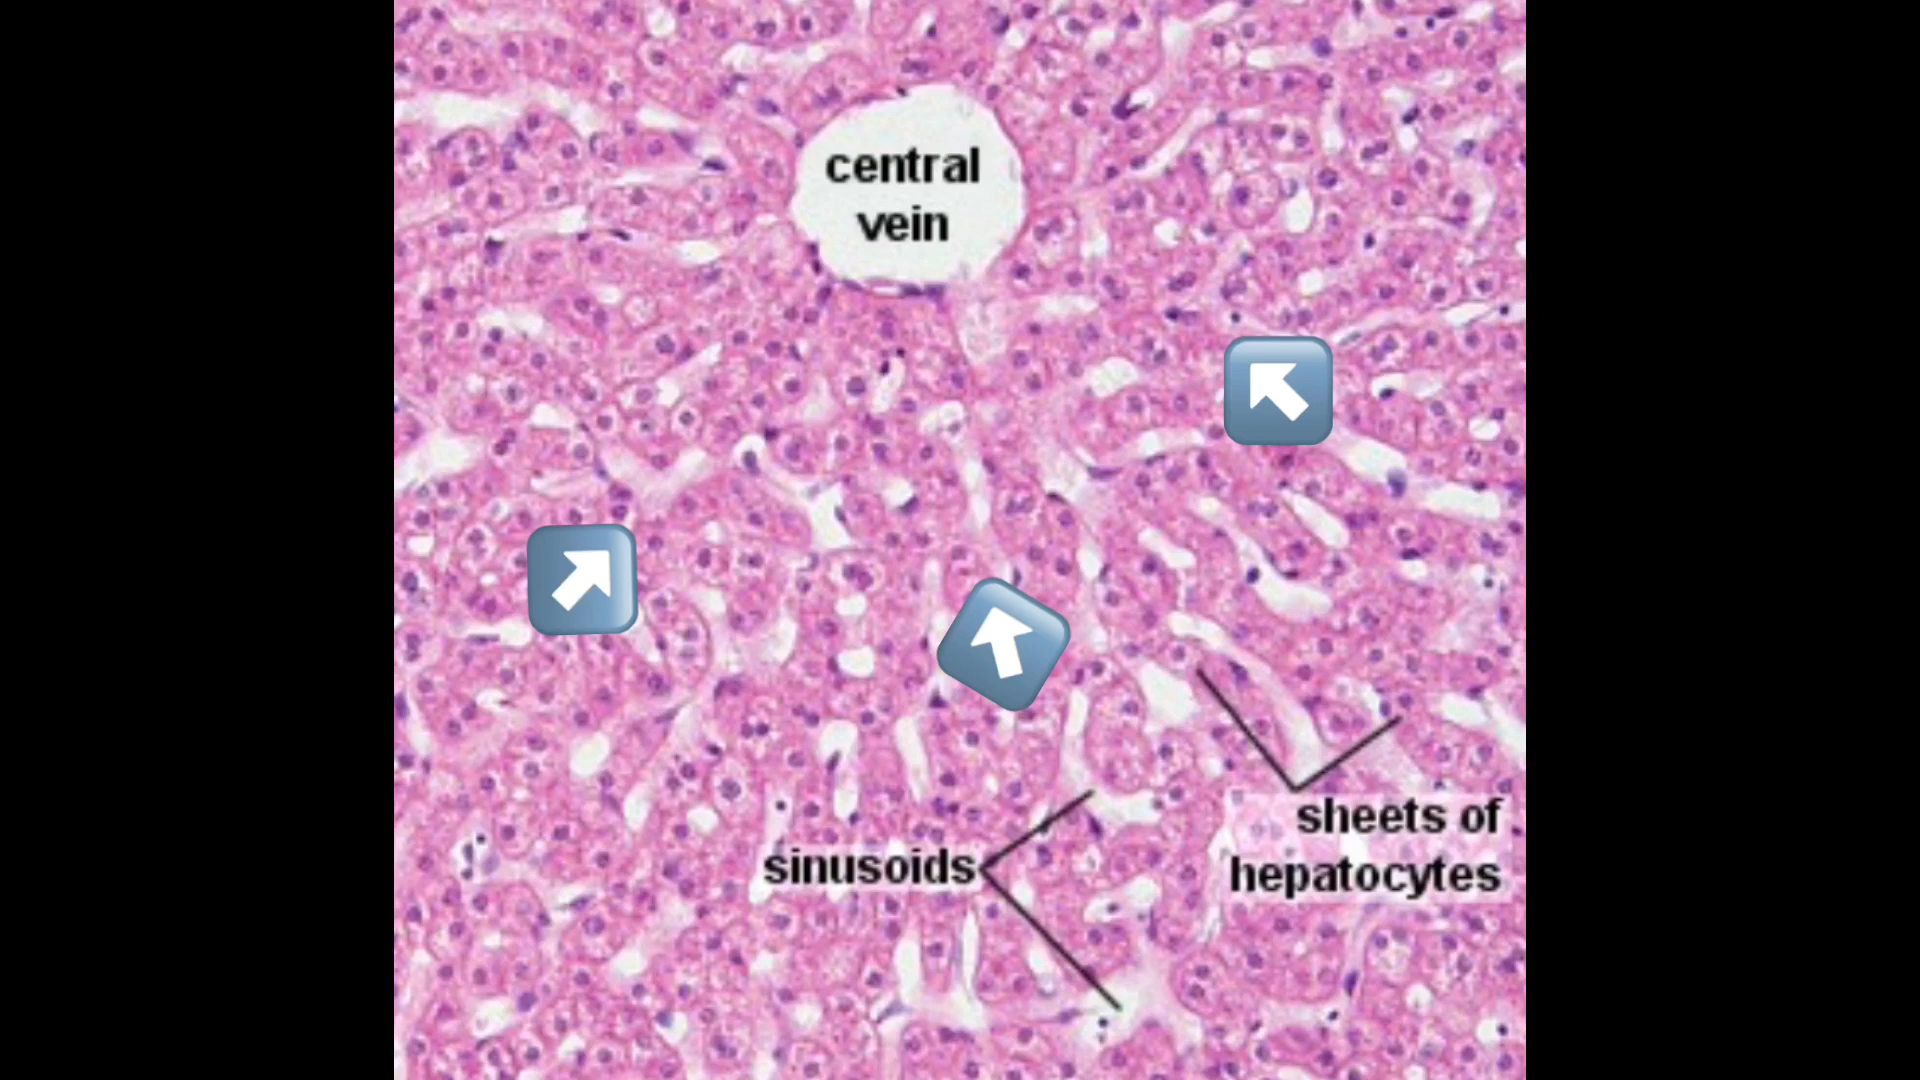 central
vein
sinusoids
sheets of
hepatocytes